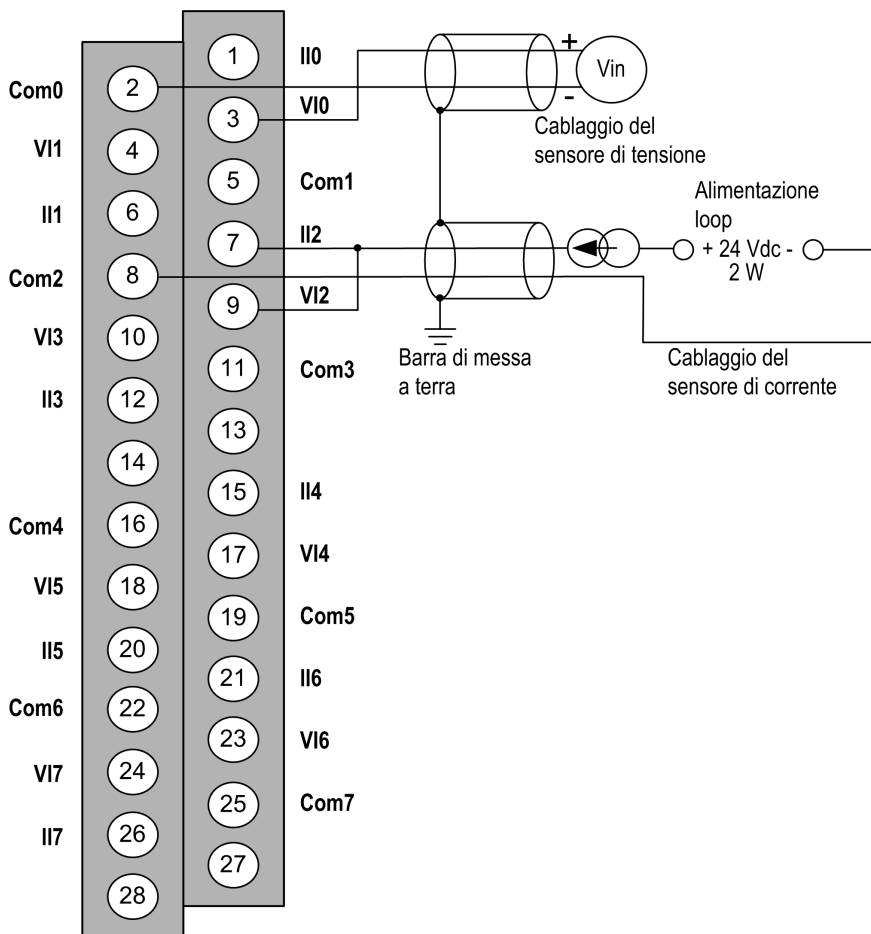 1 II0
Com0 2
3 VI0
VI1 4
5 Com1
II1 6
7 II2
Com2 8
9 VI2
VI3 10
11 Com3
II3 12
13
14
15 II4
Com4 16
17 VI4
VI5 18
19 Com5
II5 20
21 II6
Com6 22
23 VI6
VI7 24
25 Com7
II7 26
27
28
+
Vin
-
Cablaggio del
sensore di tensione
Alimentazione
loop
+ 24 Vdc -
2 W
Barra di messa
a terra
Cablaggio del
sensore di corrente